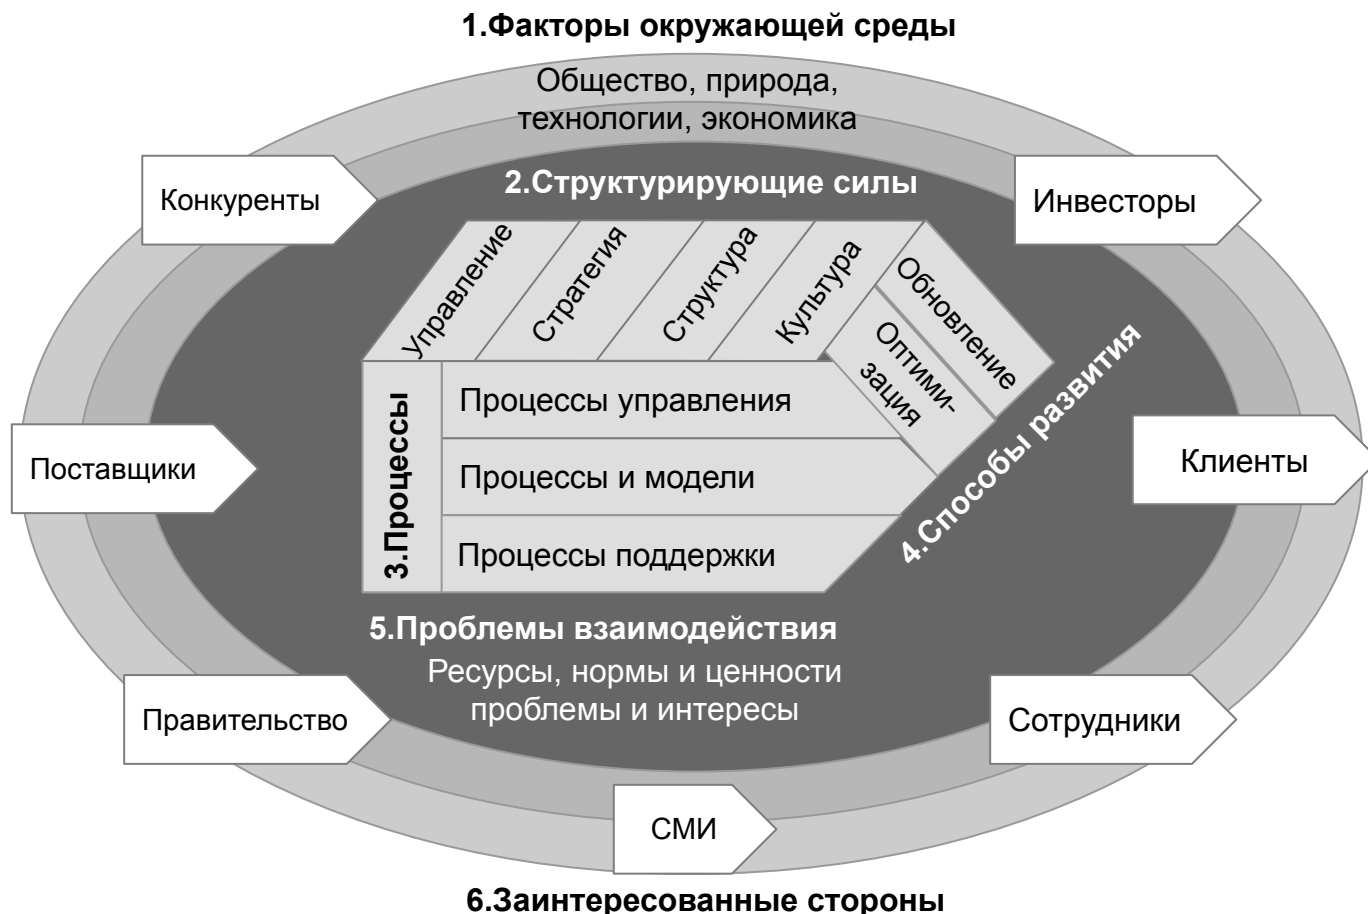 1.Факторы окружающей среды
Общество, природа,
технологии, экономика
Конкуренты
2.Структурирующие силы
Инвесторы
Управление
Стратегия
Структура
Культура
Обновление
Оптими-
зация
3.Процессы
Процессы управления
Процессы и модели
Процессы поддержки
4.Способы развития
Поставщики
Клиенты
5.Проблемы взаимодействия
Ресурсы, нормы и ценности
проблемы и интересы
Правительство
Сотрудники
СМИ
6.Заинтересованные стороны